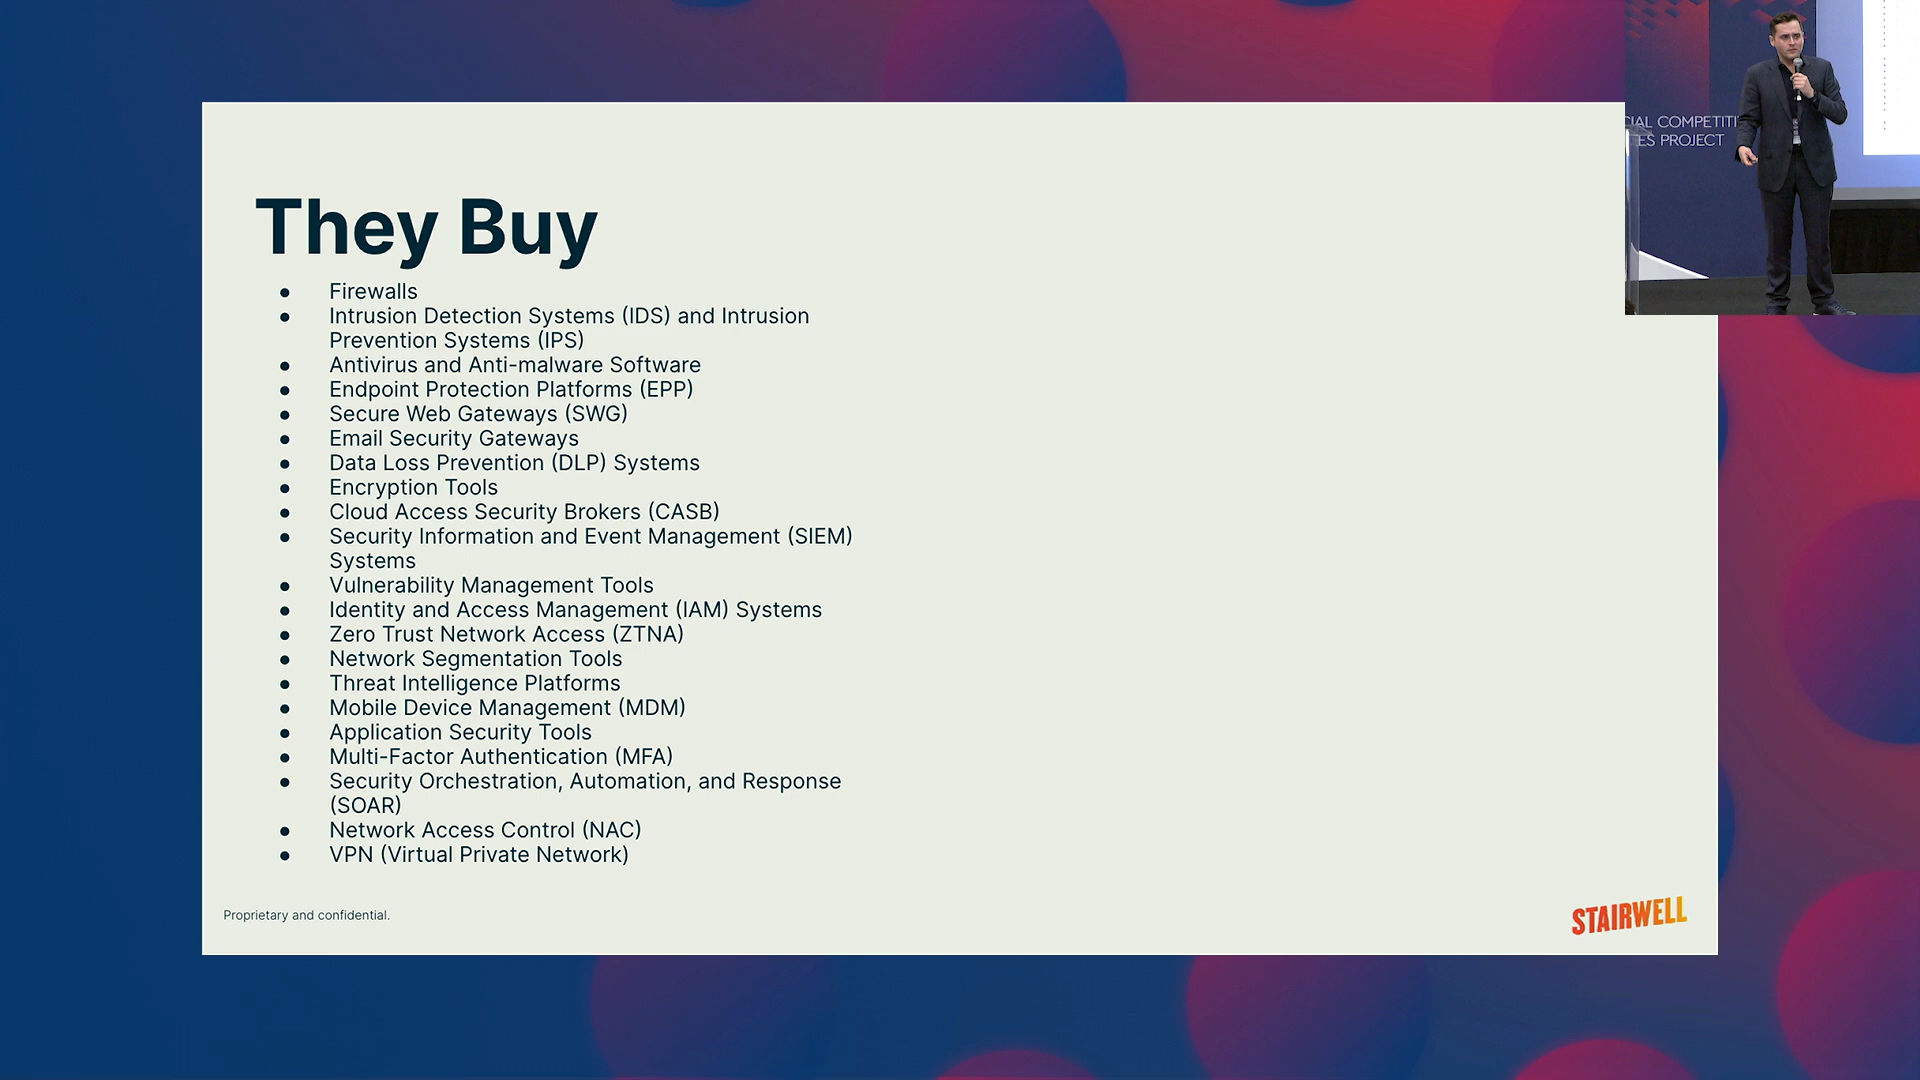 They Buy
● Firewalls
● Intrusion Detection Systems (IDS) and Intrusion
Prevention Systems (IPS)
● Antivirus and Anti-malware Software
● Endpoint Protection Platforms (EPP)
● Secure Web Gateways (SWG)
● Email Security Gateways
● Data Loss Prevention (DLP) Systems
● Encryption Tools
● Cloud Access Security Brokers (CASB)
● Security Information and Event Management (SIEM)
Systems
● Vulnerability Management Tools
● Identity and Access Management (IAM) Systems
● Zero Trust Network Access (ZTNA)
● Network Segmentation Tools
● Threat Intelligence Platforms
● Mobile Device Management (MDM)
● Application Security Tools
● Multi-Factor Authentication (MFA)
● Security Orchestration, Automation, and Response
(SOAR)
● Network Access Control (NAC)
● VPN (Virtual Private Network)
Proprietary and confidential.
STAIRWELL
CIAL COMPETITI
ES PROJECT